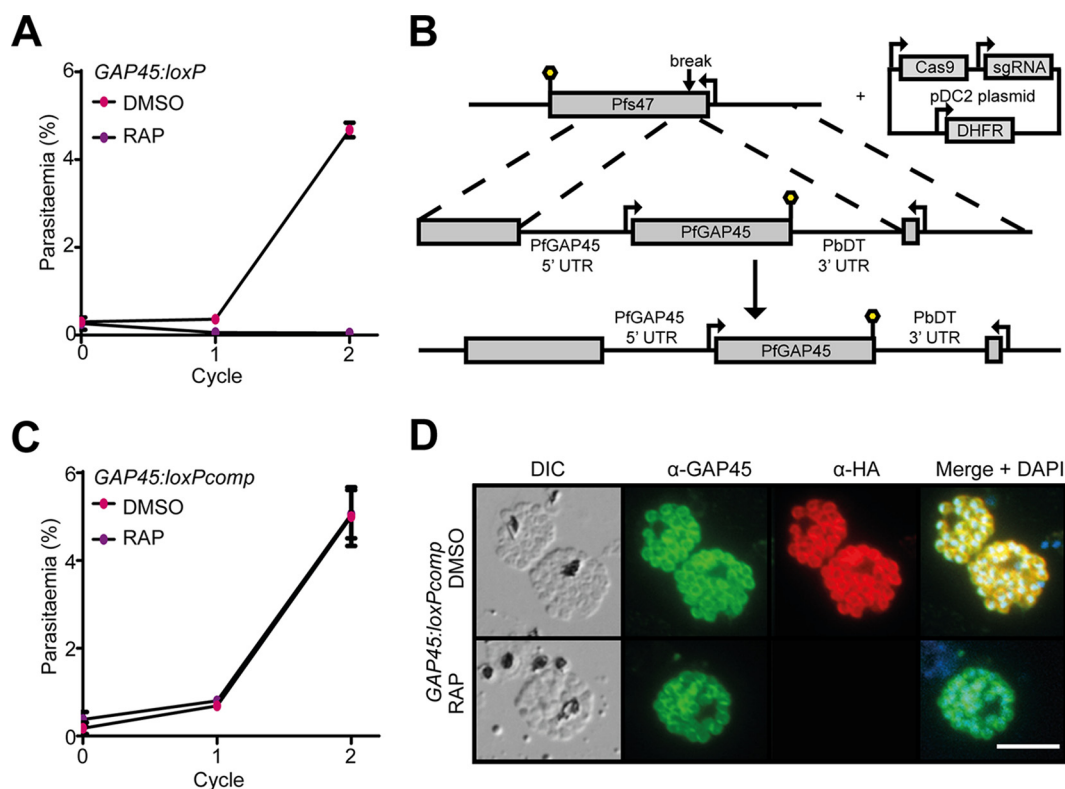 A
GAP45:loxP
DMSO
RAP
Parasitaemia (%)
6
4
2
0
0
1
2
Cycle
B
break
Pfs47
+
Cas9
sgRNA
pDC2 plasmid
DHFR
PfGAP45
5' UTR
PfGAP45
PbDT
3' UTR
PfGAP45
5' UTR
PfGAP45
PbDT
3' UTR
C
GAP45:loxPcomp
DMSO
RAP
Parasitaemia (%)
6
4
2
0
0
1
2
Cycle
D
DIC
α-GAP45
α-HA
Merge + DAPI
GAP45:loxPcomp
DMSO
RAP